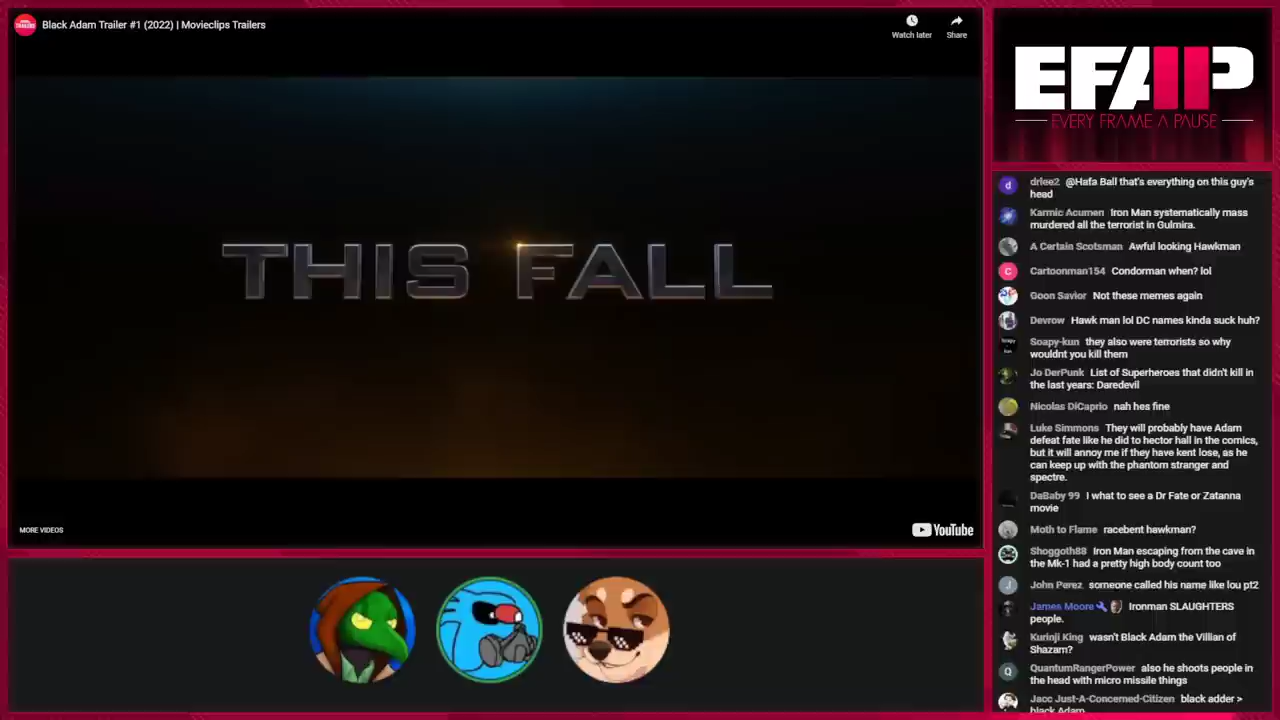 Black Adam Trailer #1 (2022) | Movieclips Trailers
Watch later
Share
THIS FALL
MORE VIDEOS
YouTube
EFAP
EVERY FRAME A PAUSE
drlee2 @Hafa Ball that's everything on this guy's
head
Karmic Acumen Iron Man systematically mass
murdered all the terrorist in Gulmira.
A Certain Scotsman Awful looking Hawkman
Cartoonman154 Condorman when? lol
Goon Savior Not these memes again
Devrow Hawk man lol DC names kinda suck huh?
Soapy-kun they also were terrorists so why
wouldnt you kill them
Jo DerPunk List of Superheroes that didn't kill in
the last years: Daredevil
Nicolas DiCaprio nah hes fine
Luke Simmons They will probably have Adam
defeat fate like he did to hector hall in the comics,
but it will annoy me if they have kent lose, as he
can keep up with the phantom stranger and
spectre.
DaBaby 99 I what to see a Dr Fate or Zatanna
movie
Moth to Flame racebent hawkman?
Shoggoth88 Iron Man escaping from the cave in
the Mk-1 had a pretty high body count too
John Perez someone called his name like lou pt2
James Moore Ironman SLAUGHTERS
people.
Kurinji King wasn't Black Adam the Villian of
Shazam?
QuantumRangerPower also he shoots people in
the head with micro missile things
Jacc Just-A-Concerned-Citizen black adder >
black Adam